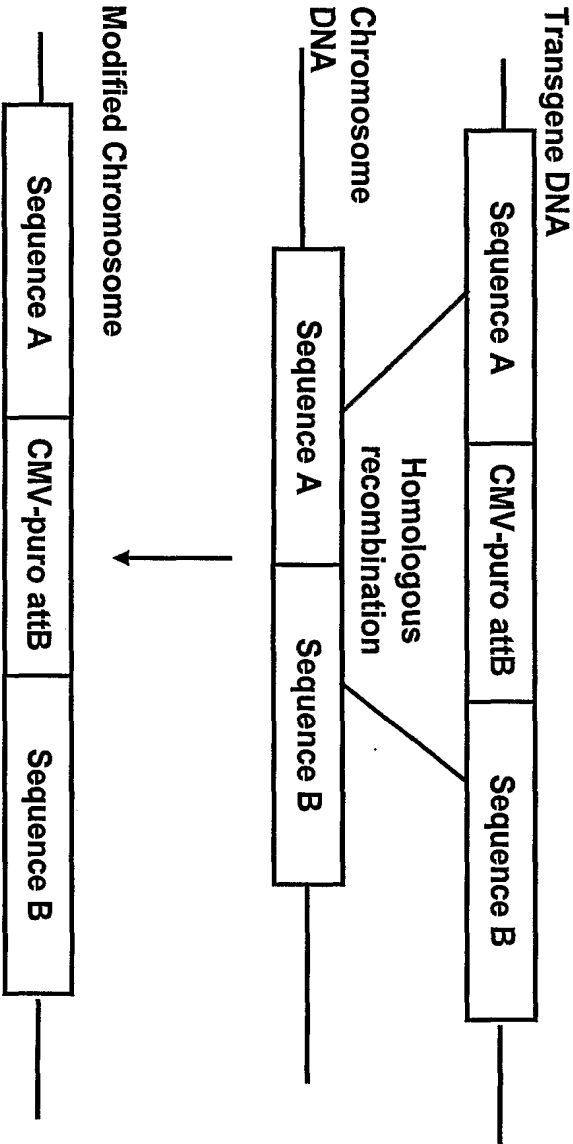 Transgene DNA
Sequence A
CMV-puro attB
Sequence B
Chromosome
DNA
Homologous
recombination
Sequence A
Sequence B
Modified Chromosome
Sequence A
CMV-puro attB
Sequence B